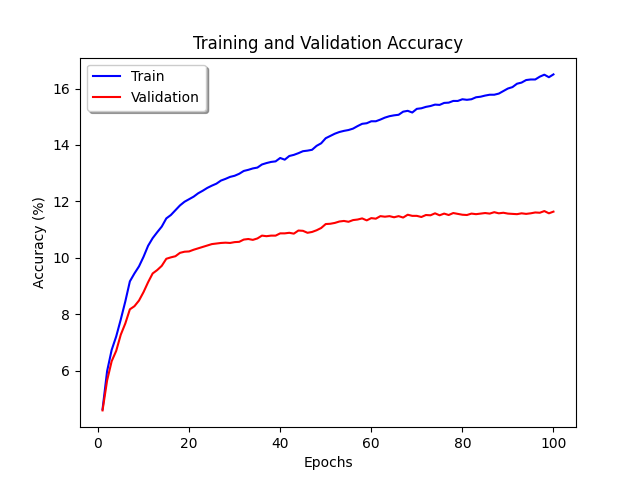 Training and Validation Accuracy
Train
Validation
16
14
12
10
8
6
Accuracy (%)
0 20 40 60 80 100
Epochs